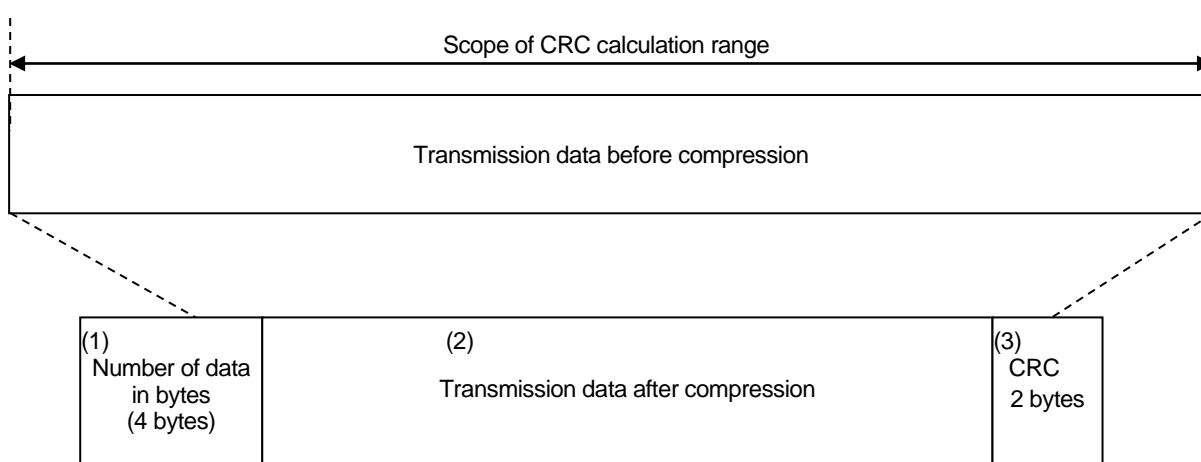 Scope of CRC calculation range
Transmission data before compression
(1)
Number of data
in bytes
(4 bytes)
(2)
Transmission data after compression
(3)
CRC
2 bytes